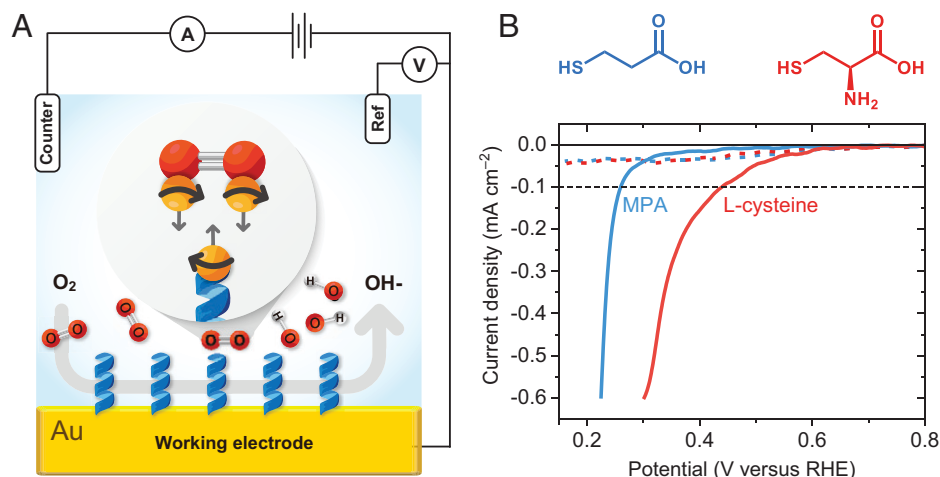 A
A
V
Counter
Ref
O₂
OH-
H
O
O
O
O
O
H
O
H
O
O
O
Au
Working electrode
B
O
HS
OH
O
HS
OH
NH₂
Current density (mA cm⁻²)
0.0
-0.1
-0.2
-0.3
-0.4
-0.5
-0.6
MPA
L-cysteine
0.2
0.4
0.6
0.8
Potential (V versus RHE)